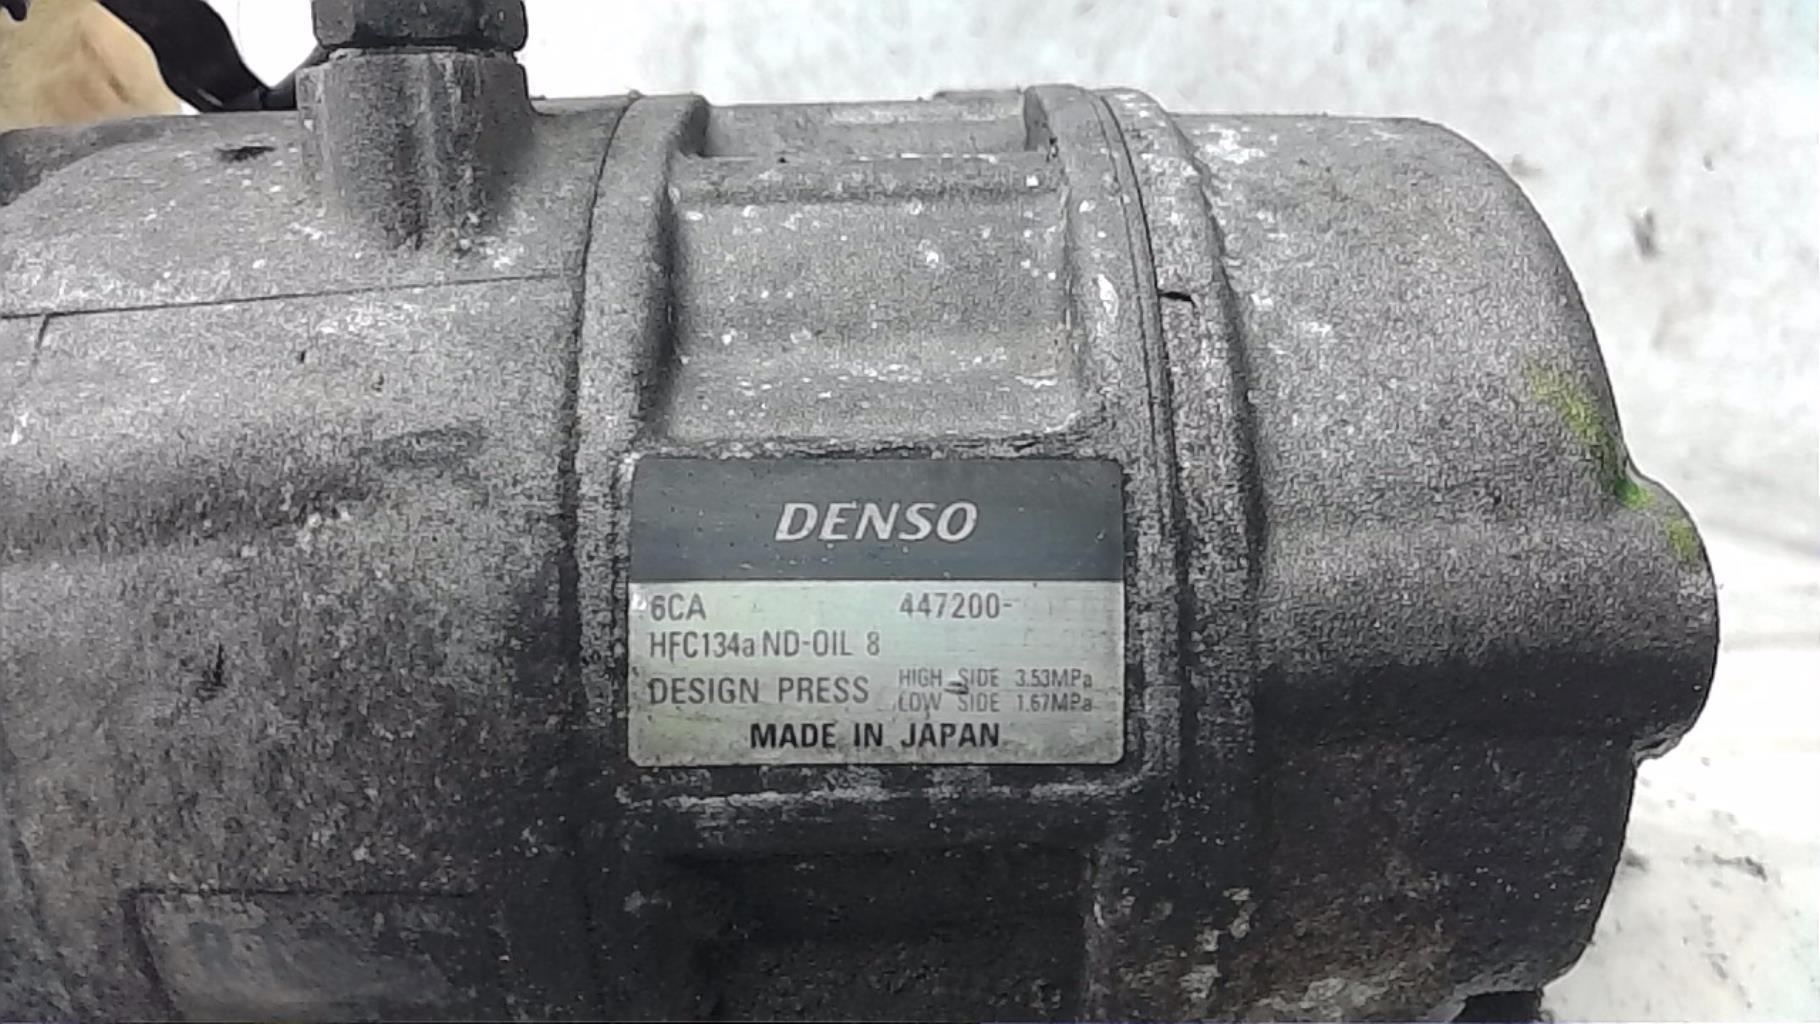 DENSO
6CA 447200-
HFC134a ND-OIL 8
DESIGN PRESS HIGH SIDE 3.53MPa
LOW SIDE 1.67MPa
MADE IN JAPAN